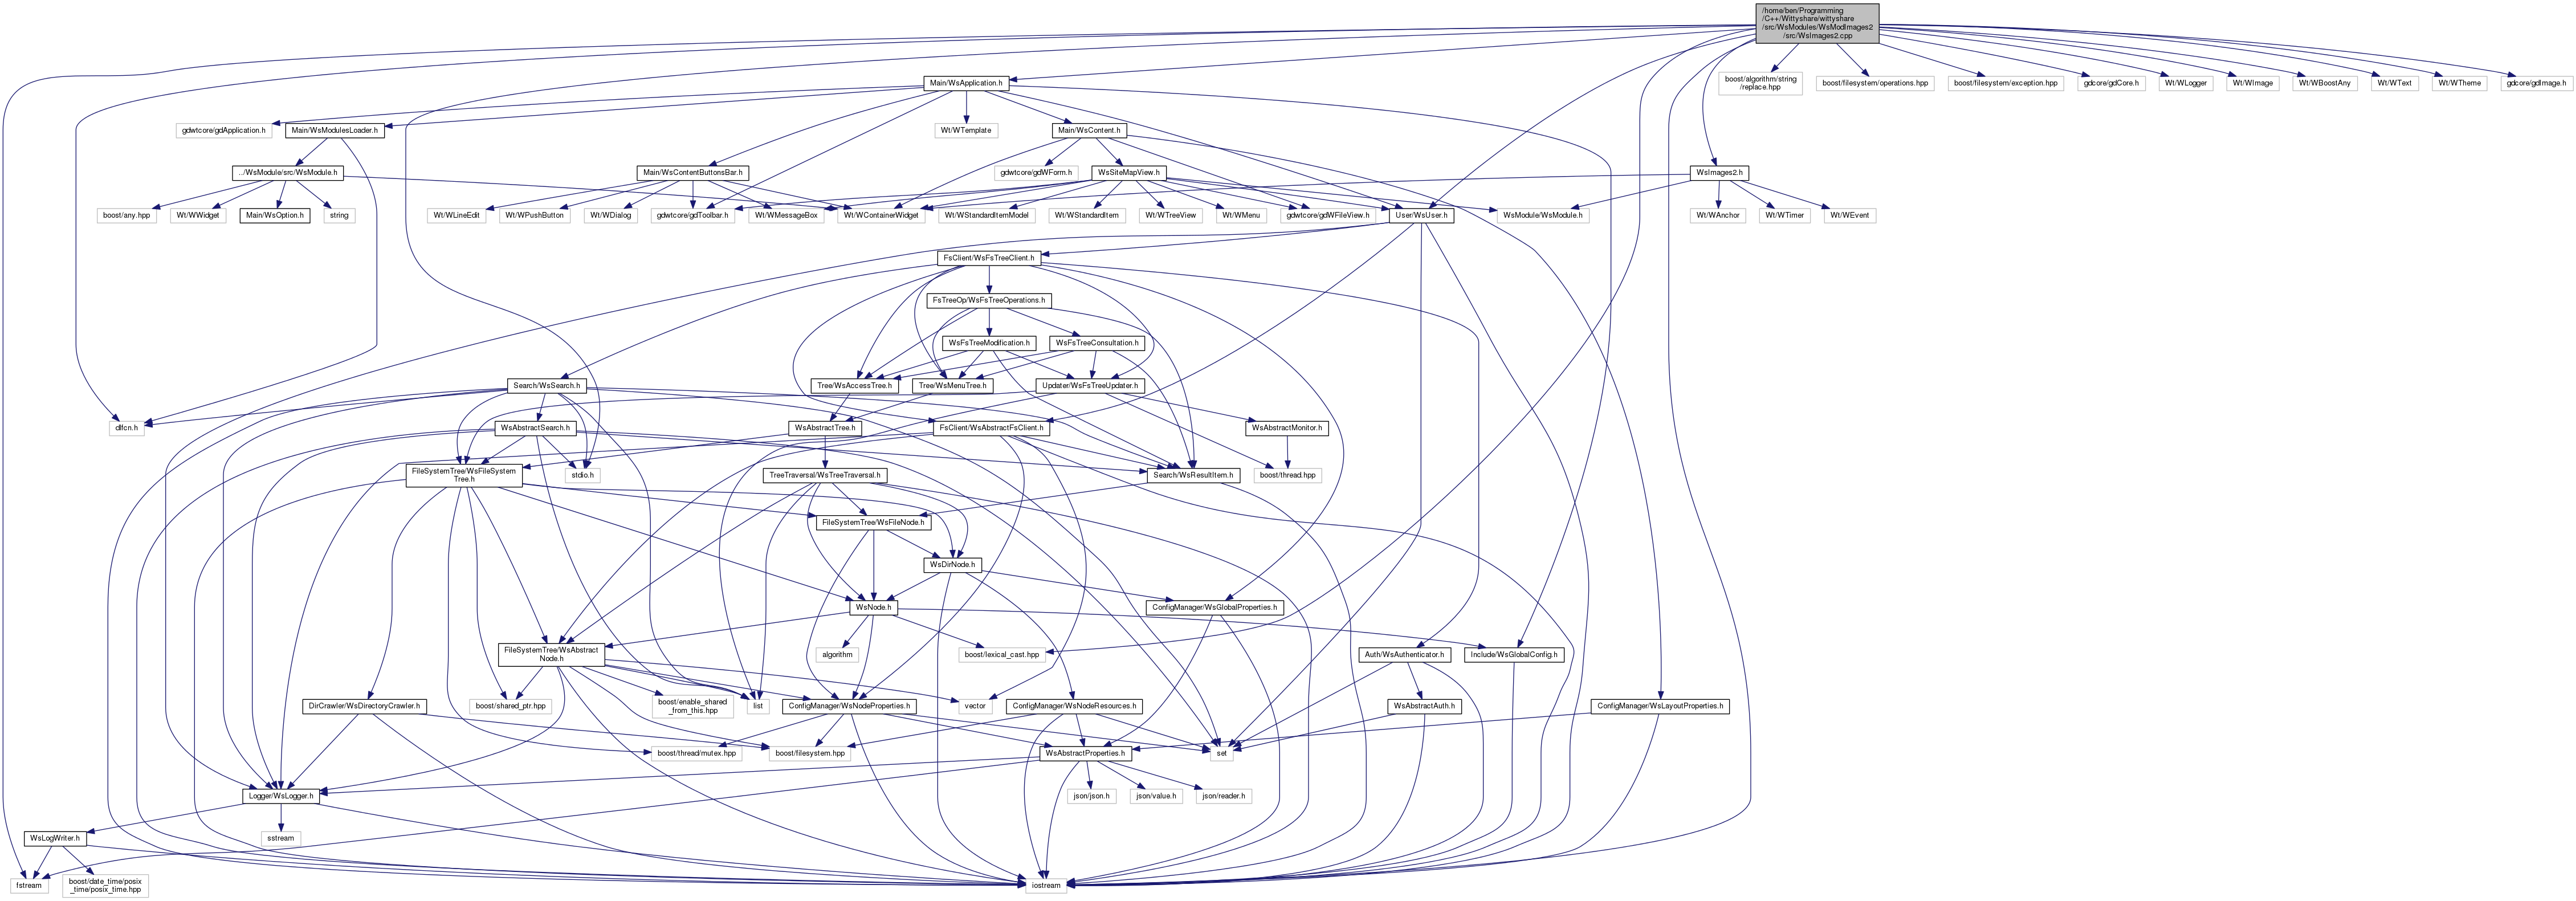 /home/ben/Programming
/C++/Wittyshare/wittyshare
/src/WsModules/WsModImages2
/src/WsImages2.cpp
Main/WsApplication.h
boost/algorithm/string
/replace.hpp
boost/filesystem/operations.hpp
boost/filesystem/exception.hpp
gdcore/gdCore.h
Wt/WLogger
Wt/WImage
Wt/WBoostAny
Wt/WText
Wt/WTheme
gdcore/gdImage.h
gdwtcore/gdApplication.h
Main/WsModulesLoader.h
Wt/WTemplate
Main/WsContent.h
../WsModule/src/WsModule.h
Main/WsContentButtonsBar.h
gdwtcore/gdWForm.h
WsSiteMapView.h
WsImages2.h
boost/any.hpp
Wt/WWidget
Main/WsOption.h
string
Wt/WLineEdit
Wt/WPushButton
Wt/WDialog
gdwtcore/gdToolbar.h
Wt/WMessageBox
Wt/WContainerWidget
Wt/WStandardItemModel
Wt/WStandardItem
Wt/WTreeView
Wt/WMenu
gdwtcore/gdWFileView.h
User/WsUser.h
WsModule/WsModule.h
Wt/WAnchor
Wt/WTimer
Wt/WEvent
FsClient/WsFsTreeClient.h
FsTreeOp/WsFsTreeOperations.h
WsFsTreeModification.h
WsFsTreeConsultation.h
Search/WsSearch.h
Tree/WsAccessTree.h
Tree/WsMenuTree.h
Updater/WsFsTreeUpdater.h
dlfcn.h
WsAbstractSearch.h
WsAbstractTree.h
FsClient/WsAbstractFsClient.h
WsAbstractMonitor.h
FileSystemTree/WsFileSystem
Tree.h
stdio.h
TreeTraversal/WsTreeTraversal.h
Search/WsResultItem.h
boost/thread.hpp
FileSystemTree/WsFileNode.h
WsDirNode.h
WsNode.h
ConfigManager/WsGlobalProperties.h
FileSystemTree/WsAbstract
Node.h
algorithm
boost/lexical_cast.hpp
Auth/WsAuthenticator.h
Include/WsGlobalConfig.h
DirCrawler/WsDirectoryCrawler.h
boost/shared_ptr.hpp
boost/enable_shared
_from_this.hpp
list
ConfigManager/WsNodeProperties.h
vector
ConfigManager/WsNodeResources.h
WsAbstractAuth.h
ConfigManager/WsLayoutProperties.h
boost/thread/mutex.hpp
boost/filesystem.hpp
WsAbstractProperties.h
set
Logger/WsLogger.h
json/json.h
json/value.h
json/reader.h
WsLogWriter.h
sstream
fstream
boost/date_time/posix
_time/posix_time.hpp
iostream